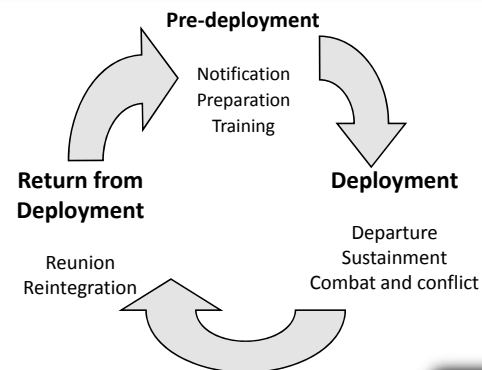 Pre-deployment
Notification
Preparation
Training
Deployment
Departure
Sustainment
Combat and conflict
Return from
Deployment
Reunion
Reintegration